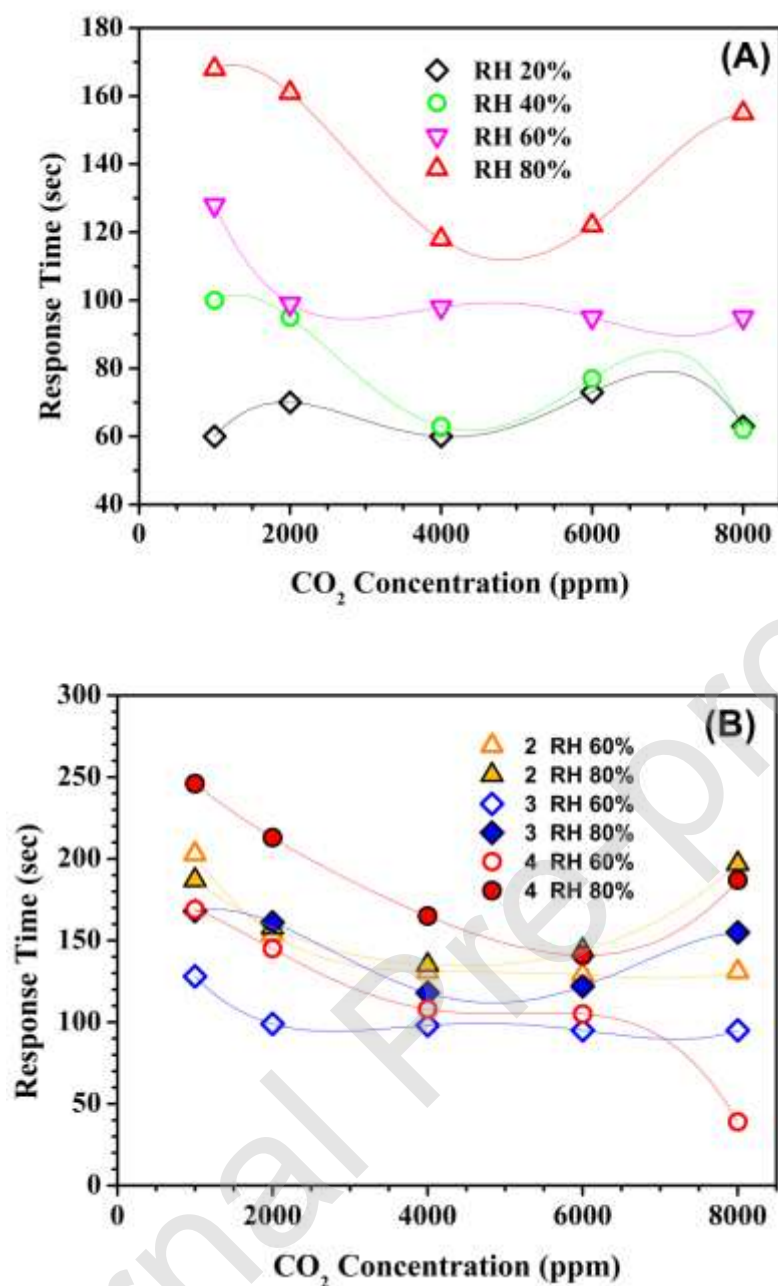 180
(A)
RH 20%
160
RH 40%
RH 60%
140
RH 80%
120
100
80
60
40
0 2000 4000 6000 8000
Response Time (sec)
CO2 Concentration (ppm)
300
(B)
2 RH 60%
250
2 RH 80%
3 RH 60%
200
3 RH 80%
4 RH 60%
4 RH 80%
150
100
50
0
0 2000 4000 6000 8000
Response Time (sec)
CO2 Concentration (ppm)
rnal Pre-pro